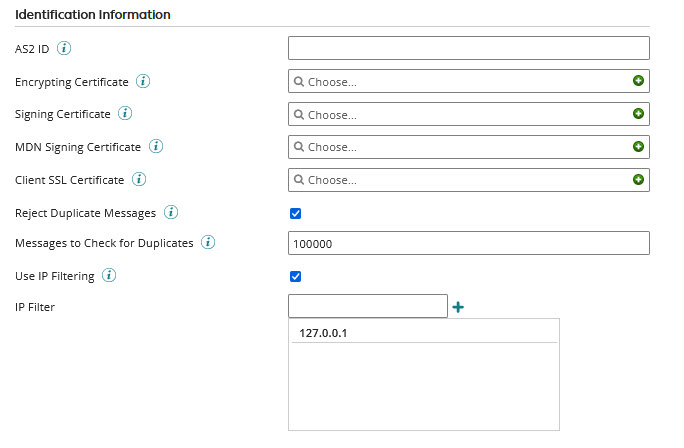 Identification Information
AS2 ID
Encrypting Certificate Choose...
Signing Certificate Choose...
MDN Signing Certificate Choose...
Client SSL Certificate Choose...
Reject Duplicate Messages
Messages to Check for Duplicates 100000
Use IP Filtering
IP Filter
127.0.0.1